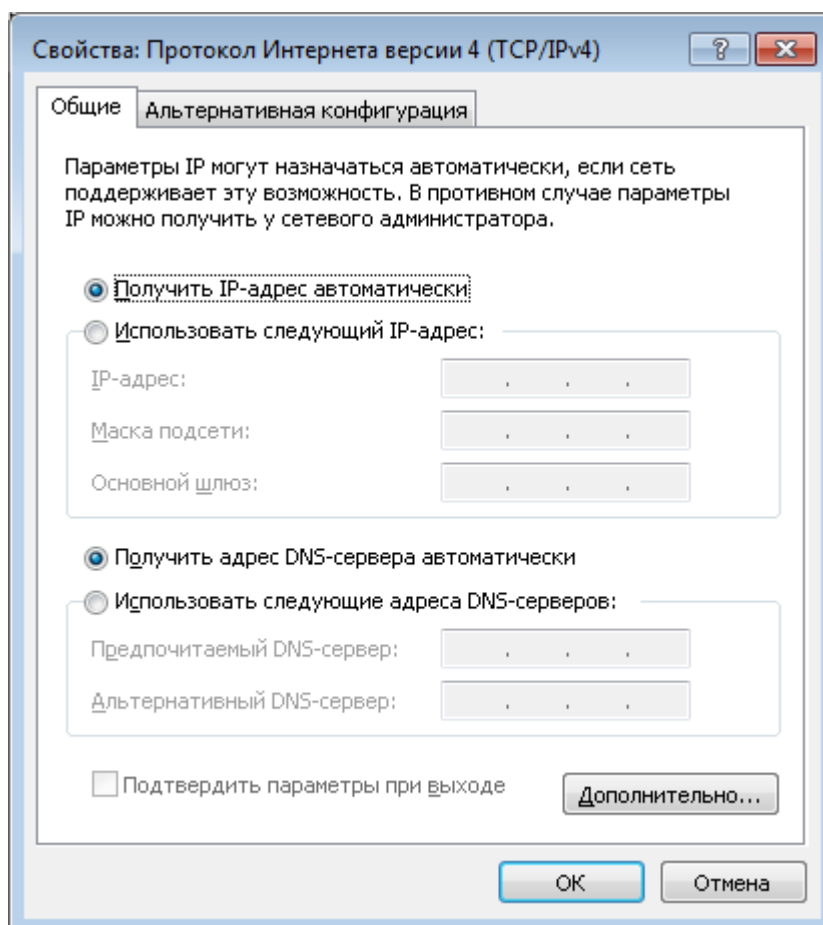 Свойства: Протокол Интернета версии 4 (TCP/IPv4)
Общие
Альтернативная конфигурация
Параметры IP могут назначаться автоматически, если сеть
поддерживает эту возможность. В противном случае параметры
IP можно получить у сетевого администратора.
Получить IP-адрес автоматически
Использовать следующий IP-адрес:
IP-адрес:
Маска подсети:
Основной шлюз:
Получить адрес DNS-сервера автоматически
Использовать следующие адреса DNS-серверов:
Предпочитаемый DNS-сервер:
Альтернативный DNS-сервер:
Подтвердить параметры при выходе
Дополнительно...
ОК
Отмена